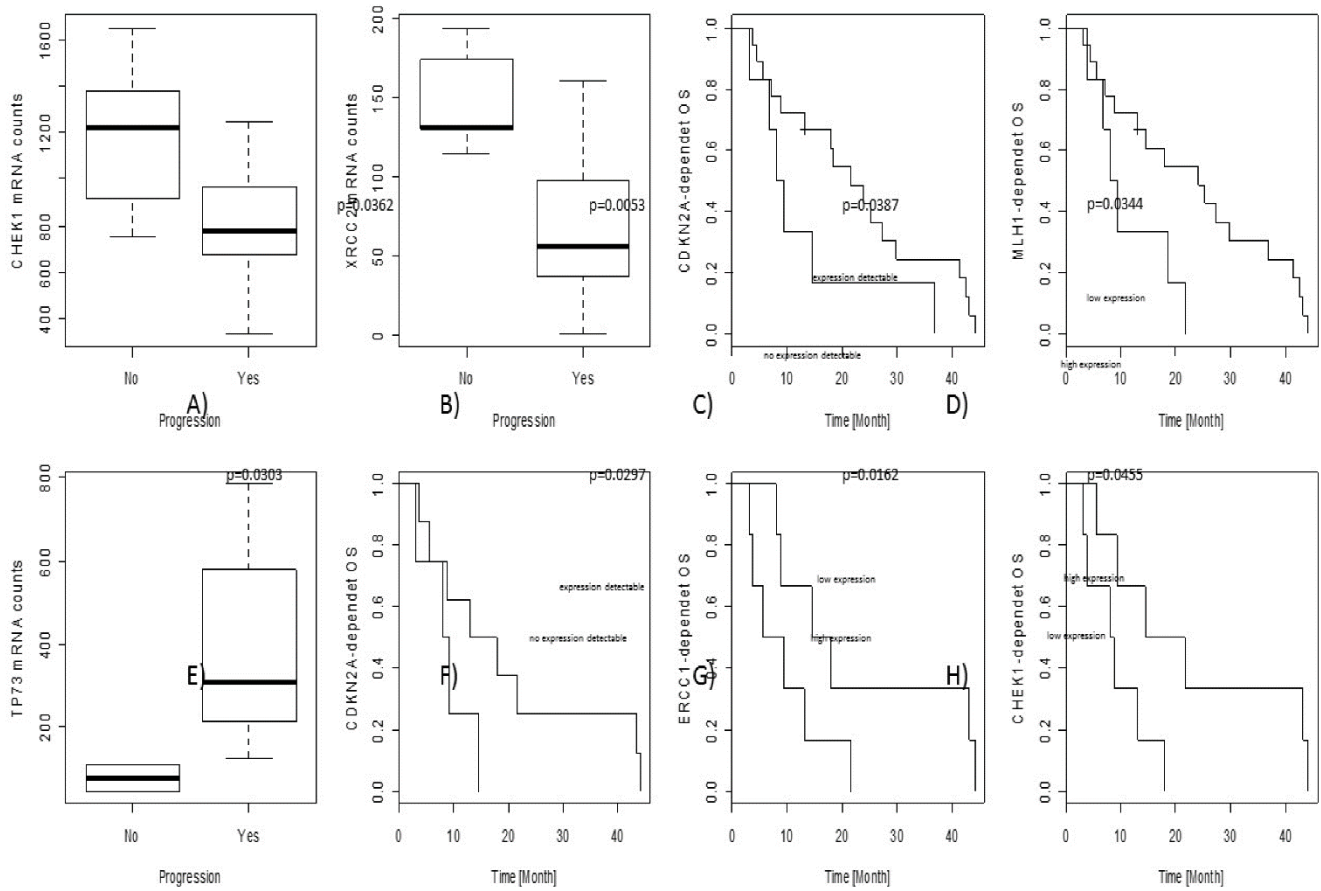 CHEK1 mRNA counts
1600
1200
800
600
400
No
Yes
Progression
A)
XRCC2 mRNA counts
200
150
100
50
0
p=0.0362
No
Yes
Progression
B)
CDKN2A-dependet OS
1.0
0.8
0.6
0.4
0.2
0.0
p=0.0053
p=0.0387
expression detectable
no expression detectable
0
10
20
30
40
Time [Month]
C)
MLH1-dependet OS
1.0
0.8
0.6
0.4
0.2
0.0
p=0.0344
low expression
high expression
0
10
20
30
40
Time [Month]
D)
TP73 mRNA counts
800
600
400
200
p=0.0303
No
Yes
Progression
E)
CDKN2A-dependet OS
1.0
0.8
0.6
0.4
0.2
0.0
p=0.0297
expression detectable
no expression detectable
0
10
20
30
40
Time [Month]
F)
ERCC1-dependet OS
1.0
0.8
0.6
0.4
0.2
0.0
p=0.0162
low expression
high expression
0
10
20
30
40
Time [Month]
G)
CHEK1-dependet OS
1.0
0.8
0.6
0.4
0.2
0.0
p=0.0455
high expression
low expression
0
10
20
30
40
Time [Month]
H)